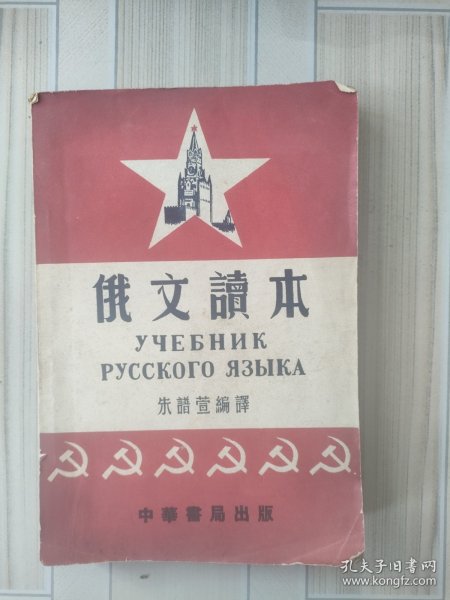 俄文讀本
УЧЕБНИК
РУССКОГО ЯЗЫКА
朱譜萱編譯
中華書局出版
孔夫子旧书网
www.kongfz.com